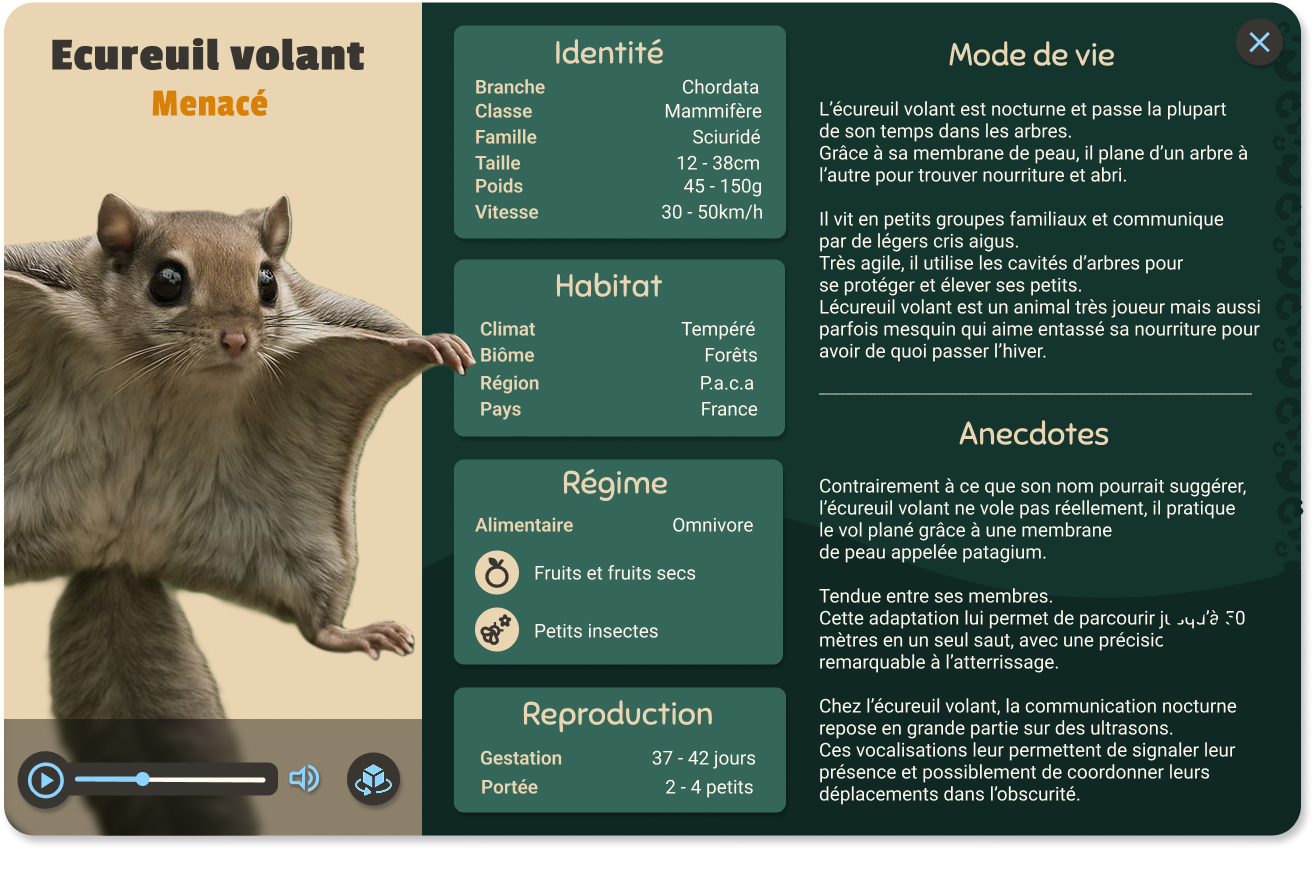 Ecureuil volant
Menacé
Identité
Branche Chordata
Classe Mammifère
Famille Sciuridé
Taille 12 - 38cm
Poids 45 - 150g
Vitesse 30 - 50km/h
Habitat
Climat Tempéré
Biôme Forêts
Région P.a.c.a
Pays France
Régime
Alimentaire Omnivore
Fruits et fruits secs
Petits insectes
Reproduction
Gestation 37 - 42 jours
Portée 2 - 4 petits
Mode de vie
L’écureuil volant est nocturne et passe la plupart
de son temps dans les arbres.
Grâce à sa membrane de peau, il plane d’un arbre à
l’autre pour trouver nourriture et abri.
Il vit en petits groupes familiaux et communique
par de légers cris aigus.
Très agile, il utilise les cavités d’arbres pour
se protéger et élever ses petits.
Lécureuil volant est un animal très joueur mais aussi
parfois mesquin qui aime entassé sa nourriture pour
avoir de quoi passer l’hiver.
Anecdotes
Contrairement à ce que son nom pourrait suggérer,
l’écureuil volant ne vole pas réellement, il pratique
le vol plané grâce à une membrane
de peau appelée patagium.
Tendue entre ses membres.
Cette adaptation lui permet de parcourir jusqu’à
mètres en un seul saut, avec une
remarquable à l’atterrissage.
Chez l’écureuil volant, la communication nocturne
repose en grande partie sur des ultrasons.
Ces vocalisations leur permettent de signaler leur
présence et possiblement de coordonner leurs
déplacements dans l’obscurité.